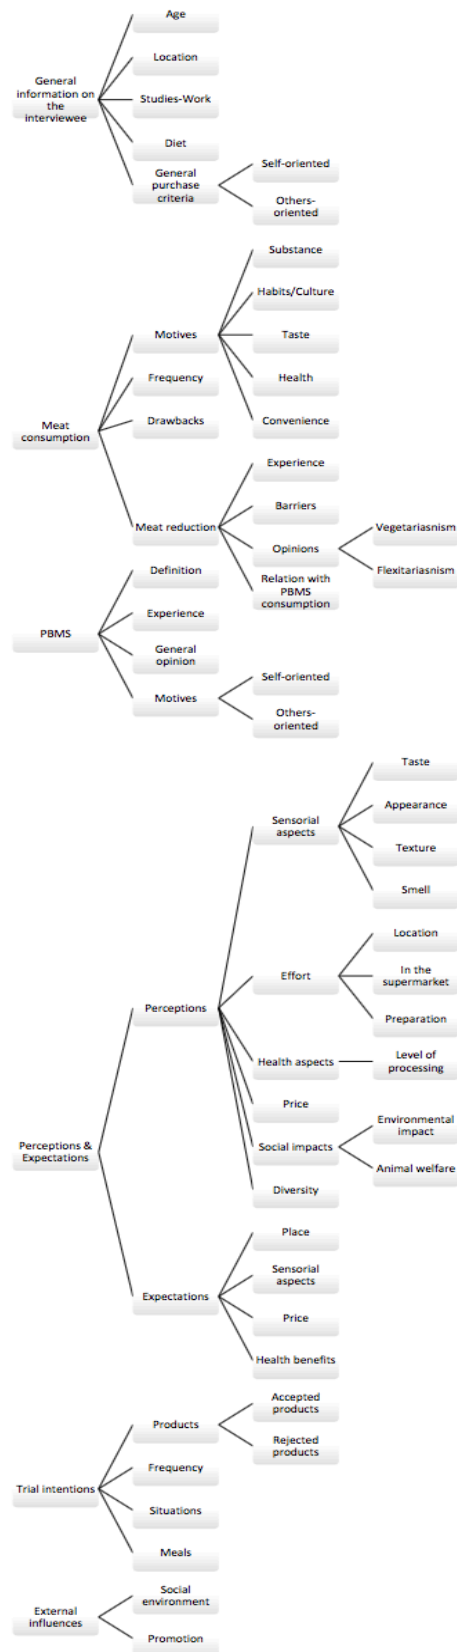 Age
Location
General
information on
the
interviewee
Studies-Work
Diet
General
purchase
criteria
Self-oriented
Others-
oriented
Substance
Habits/Culture
Motives
Taste
Frequency
Health
Meat
consumption
Drawbacks
Convenience
Experience
Barriers
Meat reduction
Vegetariasnism
Opinions
Flexitariasnism
Relation with
PBMS
consumption
Definition
Experience
PBMS
General
opinion
Self-oriented
Motives
Others-
oriented
Taste
Appearance
Sensorial
aspects
Texture
Smell
Location
Effort
In the
supermarket
Perceptions
Preparation
Health aspects
Level of
processing
Price
Environmental
impact
Perceptions &
Expectations
Social impacts
Animal welfare
Diversity
Place
Sensorial
aspects
Expectations
Price
Health benefits
Accepted
products
Products
Rejected
products
Frequency
Trial intentions
Situations
Meals
Social
environment
External
influences
Promotion